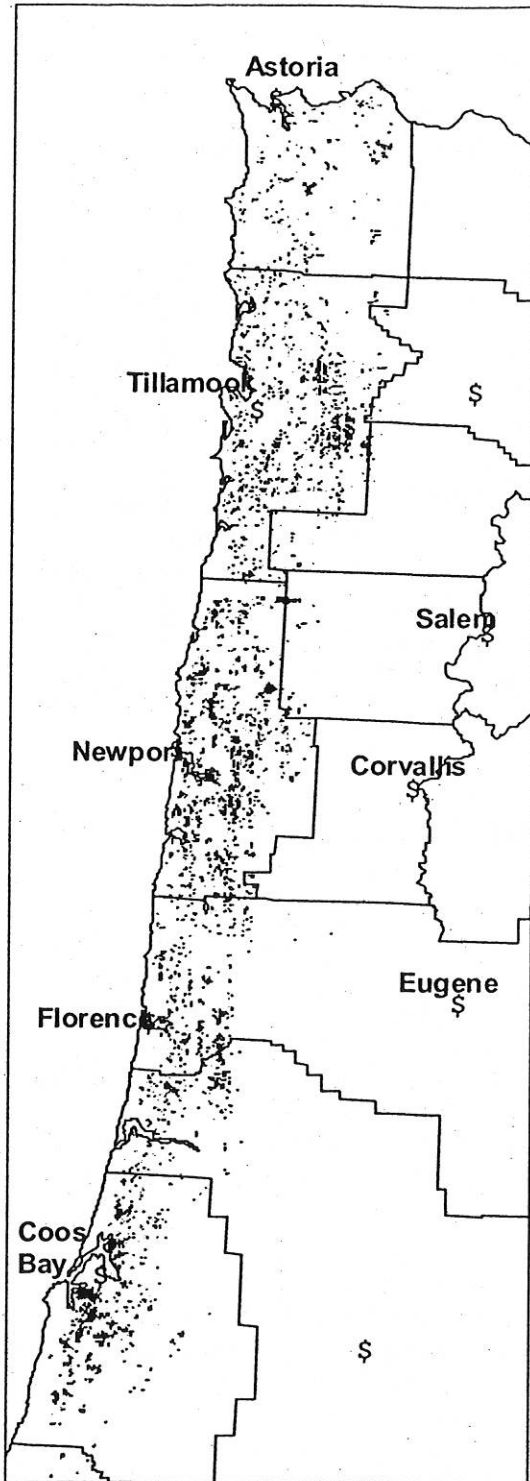 Astoria
Tillamook
$
$
Salem
$
Newport
Corvallis
$
Eugene
$
Florence
Coos
Bay
$
$